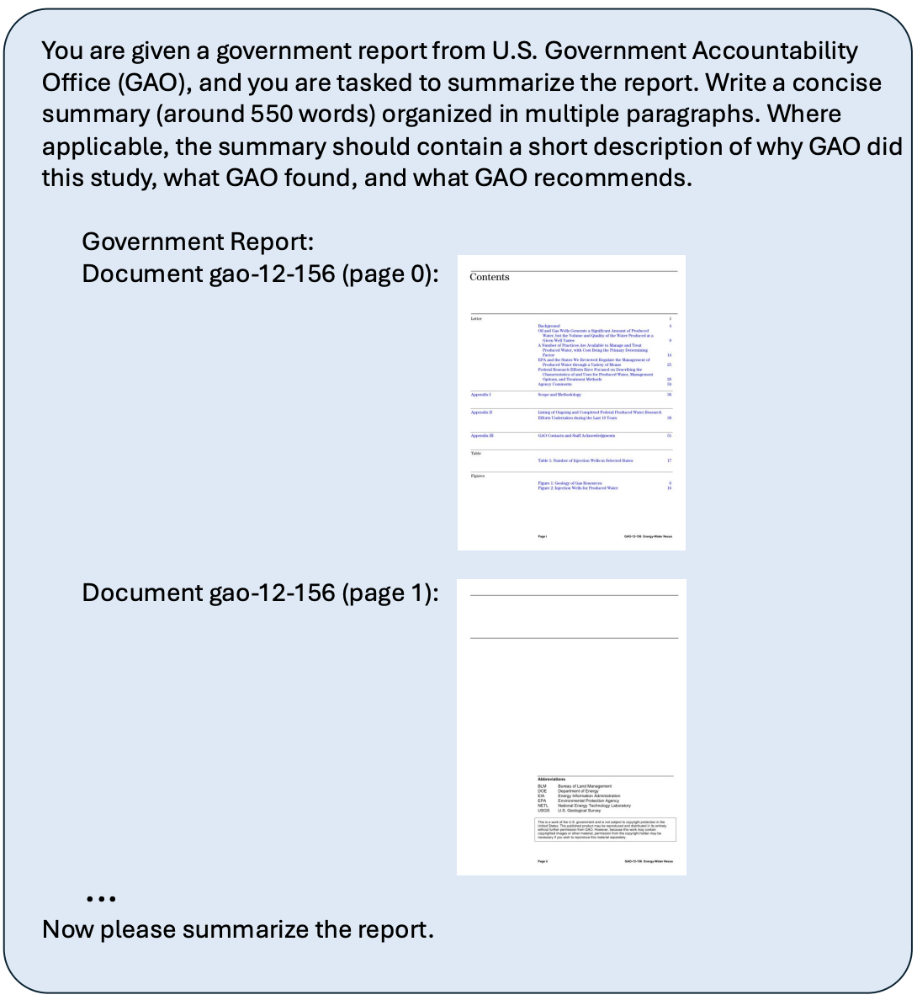 You are given a government report from U.S. Government Accountability
Office (GAO), and you are tasked to summarize the report. Write a concise
summary (around 550 words) organized in multiple paragraphs. Where
applicable, the summary should contain a short description of why GAO did
this study, what GAO found, and what GAO recommends.
Government Report:
Document gao-12-156 (page 0):
Contents
Letter 1
Background 4
Oil and Gas Wells Generate a Significant Amount of Produced
Water, but the Volume and Quality of the Water Produced at a
Given Well Varies 9
A Number of Practices Are Available to Manage and Treat
Produced Water, with Cost Being the Primary Determining
Factor 14
EPA and the States We Reviewed Regulate the Management of
Produced Water through a Variety of Means 25
Federal Research Efforts Have Focused on Describing the
Characteristics of and Uses for Produced Water, Management
Options, and Treatment Methods
Agency Comments
Appendix I Scope and Methodology
Appendix II Listing of Ongoing and Completed Federal Produced Water Research
Efforts Undertaken during the Last 10 Years
Appendix III GAO Contacts and Staff Acknowledgments 51
Table
Table 1: Number of Injection Wells in Selected States 17
Figures
Figure 1: Geology of Gas Resources 6
Figure 2: Injection Wells for Produced Water 16
Page i GAO-12-156 Energy-Water Nexus
Document gao-12-156 (page 1):
Abbreviations
BLM Bureau of Land Management
DOE Department of Energy
EIA Energy Information Administration
EPA Environmental Protection Agency
NETL National Energy Technology Laboratory
USGS U.S. Geological Survey
This is a work of the U.S. government and is not subject to copyright protection in the
United States. The published product may be reproduced and distributed in its entirety
without further permission from GAO. However, because this work may contain
copyrighted images or other material, permission from the copyright holder may be
necessary if you wish to reproduce this material separately.
Page ii GAO-12-156 Energy-Water Nexus
...
Now please summarize the report.